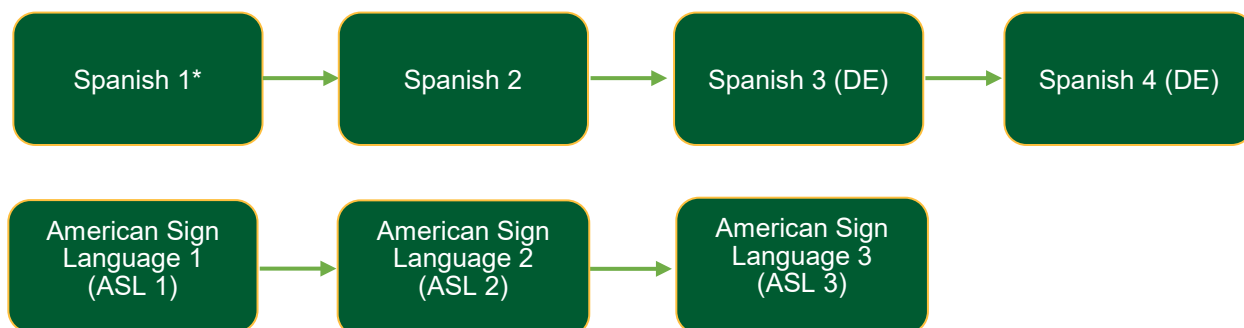 Spanish 1*
Spanish 2
Spanish 3 (DE)
Spanish 4 (DE)
American Sign
Language 1
(ASL 1)
American Sign
Language 2
(ASL 2)
American Sign
Language 3
(ASL 3)